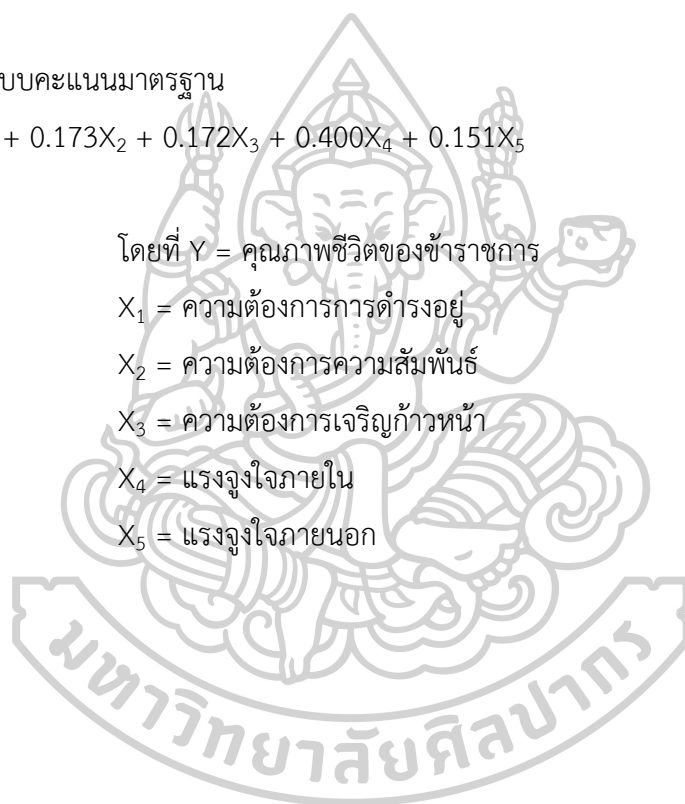 บบคะแนนมาตรฐาน
+ 0.173X₂ + 0.172X₃ + 0.400X₄ + 0.151X₅
โดยที่ Y = คุณภาพชีวิตของข้าราชการ
X₁ = ความต้องการการดำรงอยู่
X₂ = ความต้องการความสัมพันธ์
X₃ = ความต้องการเจริญก้าวหน้า
X₄ = แรงจูงใจภายใน
X₅ = แรงจูงใจภายนอก
มหาวิทยาลัยศิลปากร